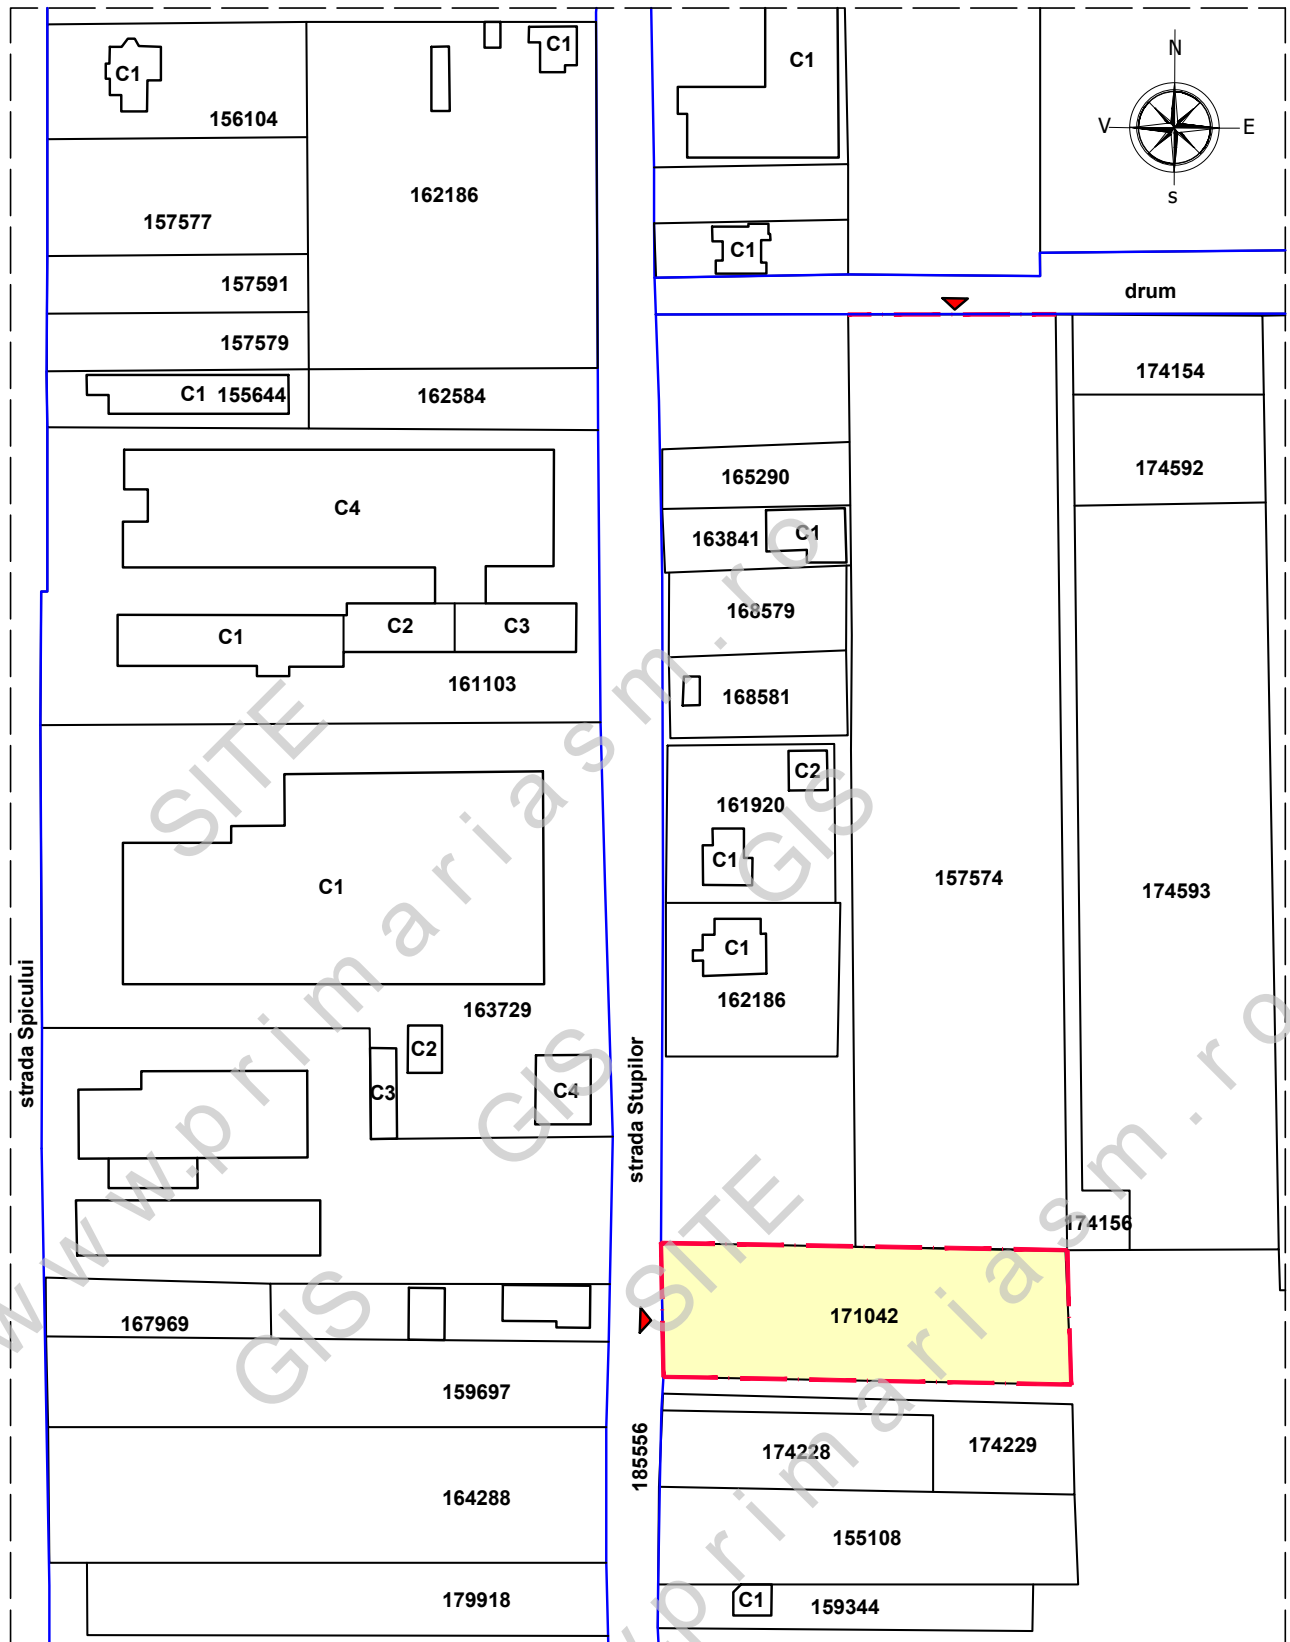 C1
C1
C1
N
V
E
S
156104
162186
157577
C1
157591
drum
157579
174154
C1 155644
162584
174592
165290
C4
163841
C1
168579
C1
C2
C3
161103
168581
C2
161920
C1
C1
157574
174593
C1
162186
163729
strada Spicului
C2
C3
C4
strada Stupilor
174156
171042
167969
159697
185556
174228
174229
164288
155108
179918
C1
159344
SITE
GIS
www.primariasm.ro
GIS
SITE
GIS
www.primariasm.ro